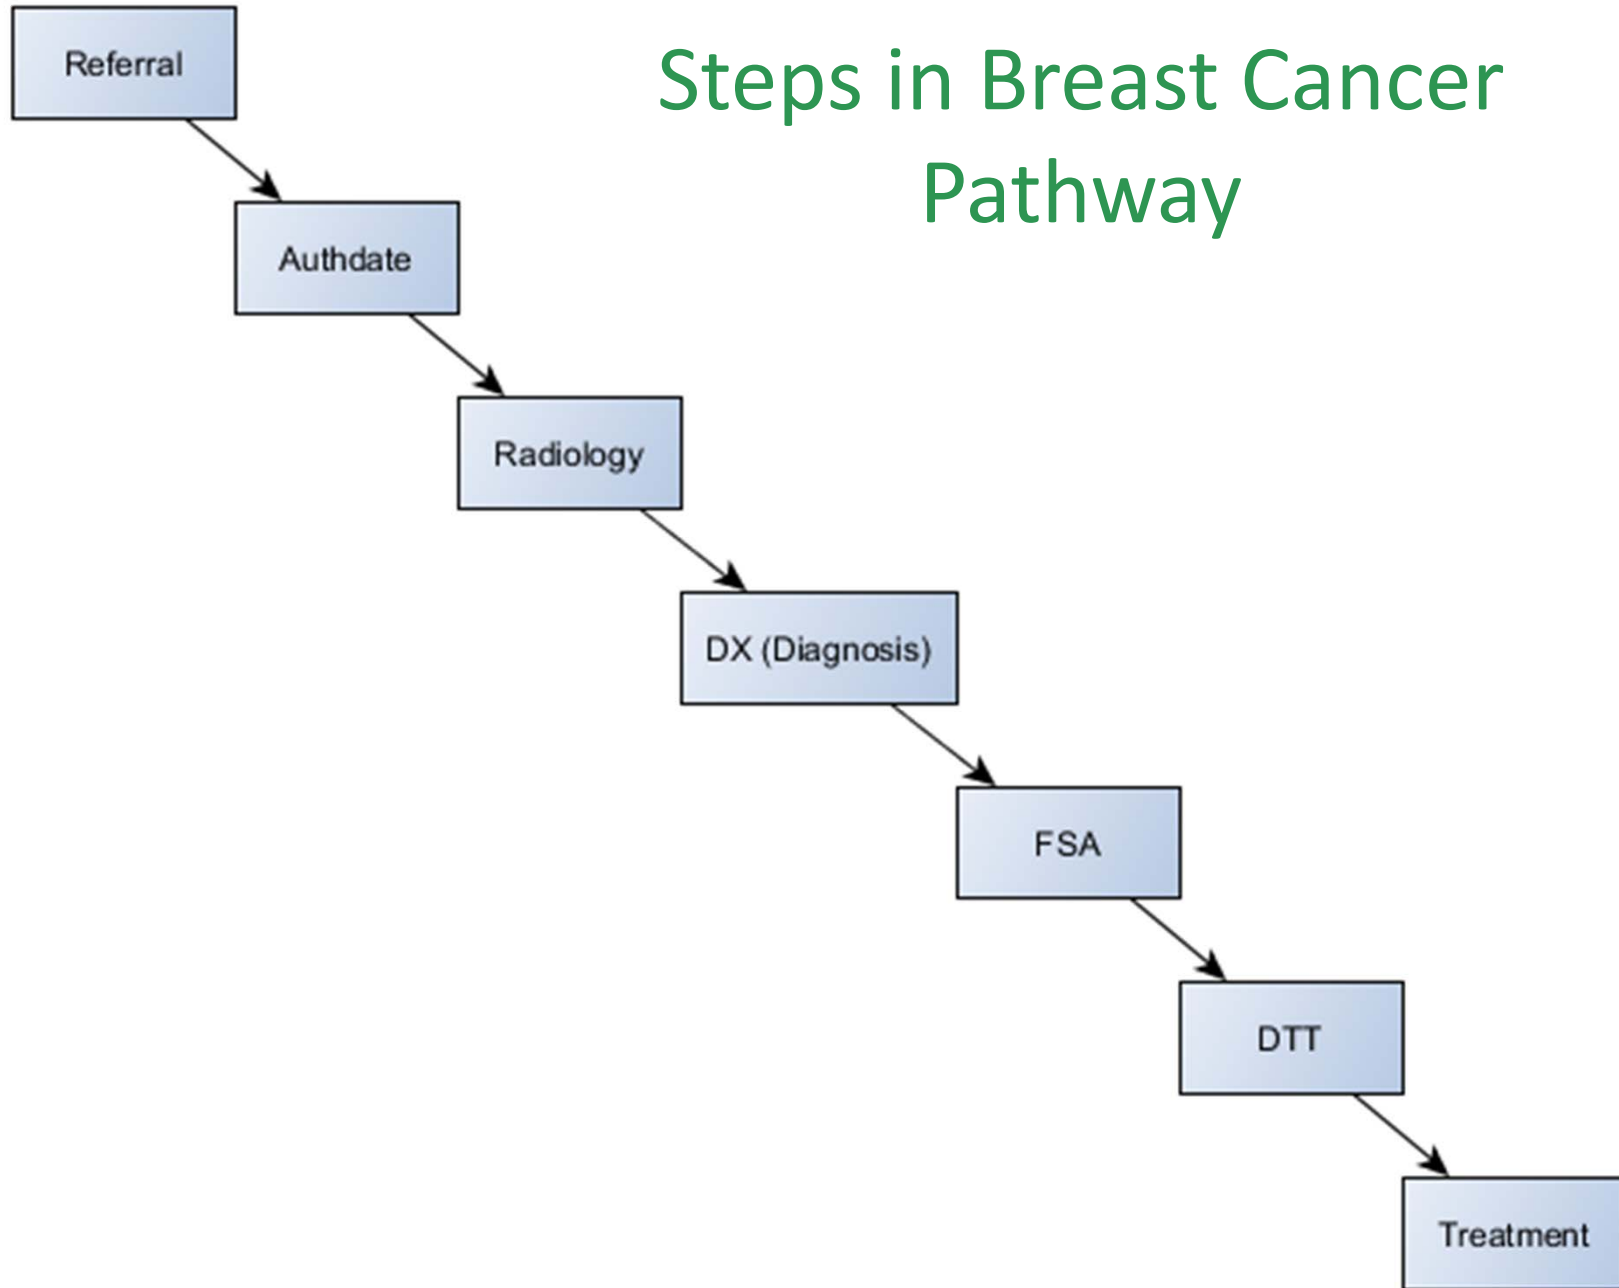 Steps in Breast Cancer
Pathway
Referral
Authdate
Radiology
DX (Diagnosis)
FSA
DTT
Treatment